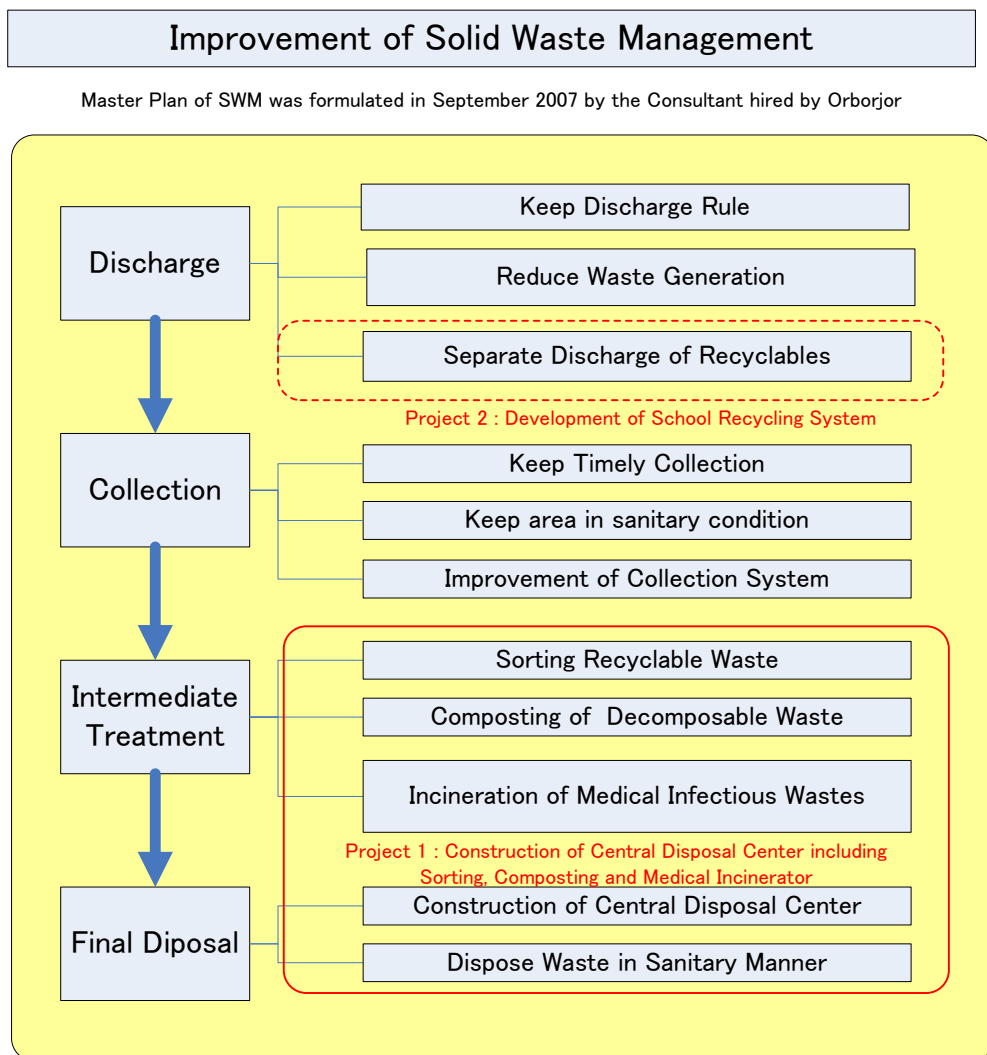 Improvement of Solid Waste Management
Master Plan of SWM was formulated in September 2007 by the Consultant hired by Orborjor
Discharge
Keep Discharge Rule
Reduce Waste Generation
Separate Discharge of Recyclables
Project 2 : Development of School Recycling System
Collection
Keep Timely Collection
Keep area in sanitary condition
Improvement of Collection System
Intermediate
Treatment
Sorting Recyclable Waste
Composting of Decomposable Waste
Incineration of Medical Infectious Wastes
Project 1 : Construction of Central Disposal Center including
Sorting, Composting and Medical Incinerator
Final Diposal
Construction of Central Disposal Center
Dispose Waste in Sanitary Manner